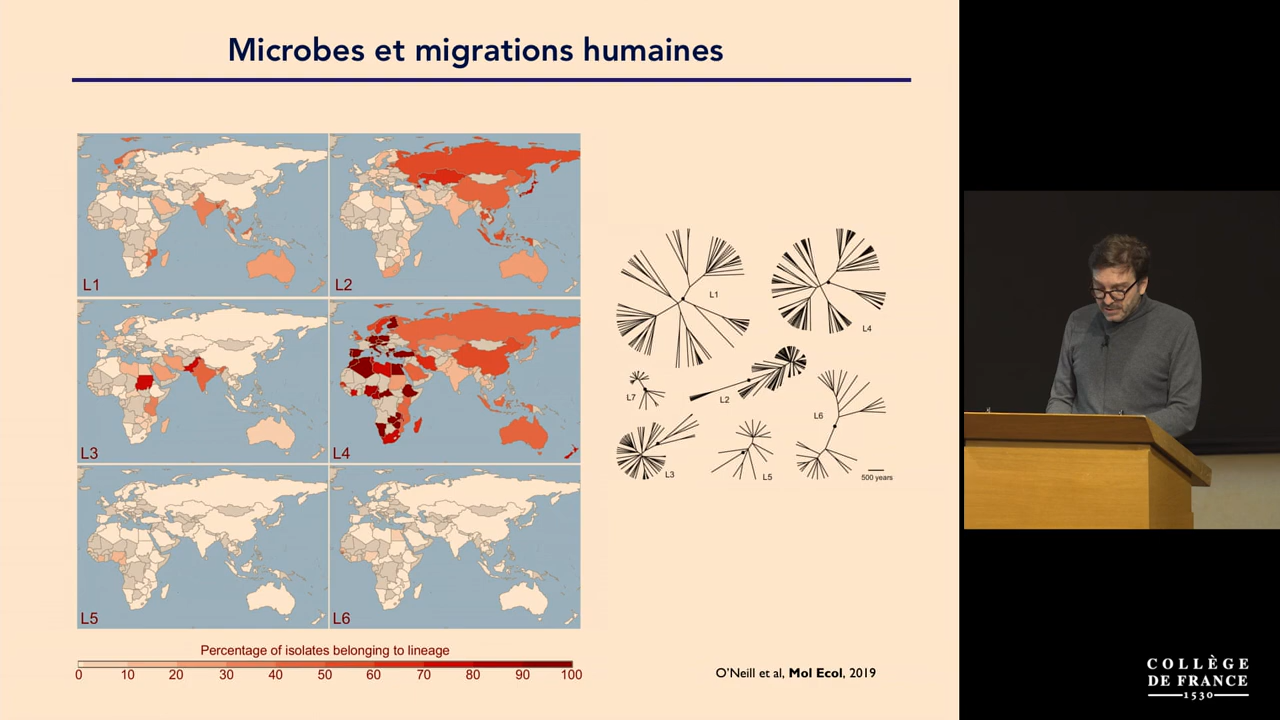 Microbes et migrations humaines
L1
L2
L3
L4
L5
L6
Percentage of isolates belonging to lineage
0 10 20 30 40 50 60 70 80 90 100
L1
L4
L7
L2
L6
L3
L5
500 years
O'Neill et al, Mol Ecol, 2019
COLLÈGE
DE FRANCE
1530